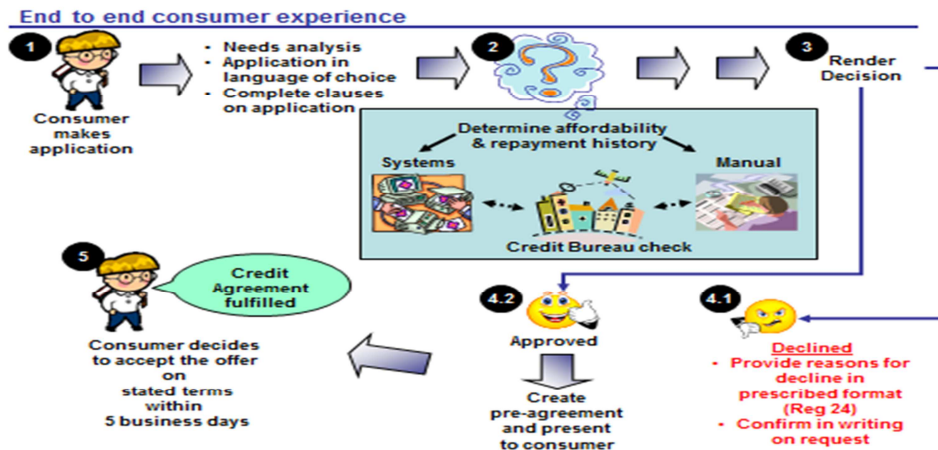 End to end consumer experience
1
Consumer
makes
application
• Needs analysis
• Application in
language of choice
• Complete clauses
on application
2
3
Render
Decision
Determine affordability
& repayment history
Systems
Manual
Credit Bureau check
4.1
Declined
• Provide reasons for
decline in
prescribed format
(Reg 24)
• Confirm in writing
on request
4.2
Approved
Create
pre-agreement
and present
to consumer
5
Credit
Agreement
fulfilled
Consumer decides
to accept the offer
on
stated terms
within
5 business days